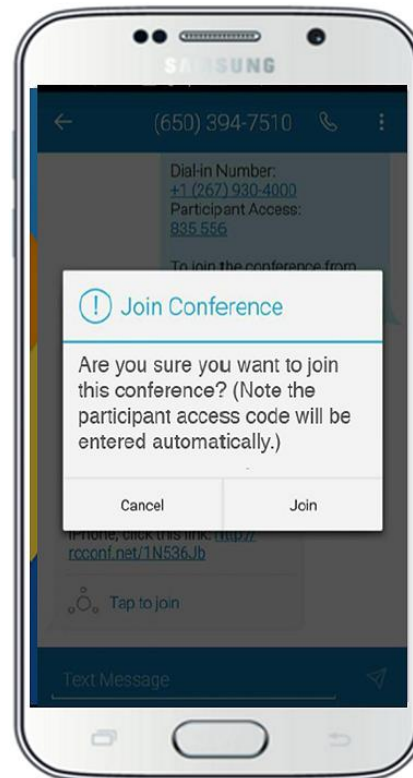 SAMSUNG
(650) 394-7510
Dial-in Number:
+1 (267) 930-4000
Participant Access:
835 556
To join the conference from
Join Conference
Are you sure you want to join
this conference? (Note the
participant access code will be
entered automatically.)
Cancel Join
iPhone, click this link: http://
rcconf.net/1N536Jb
Tap to join
Text Message